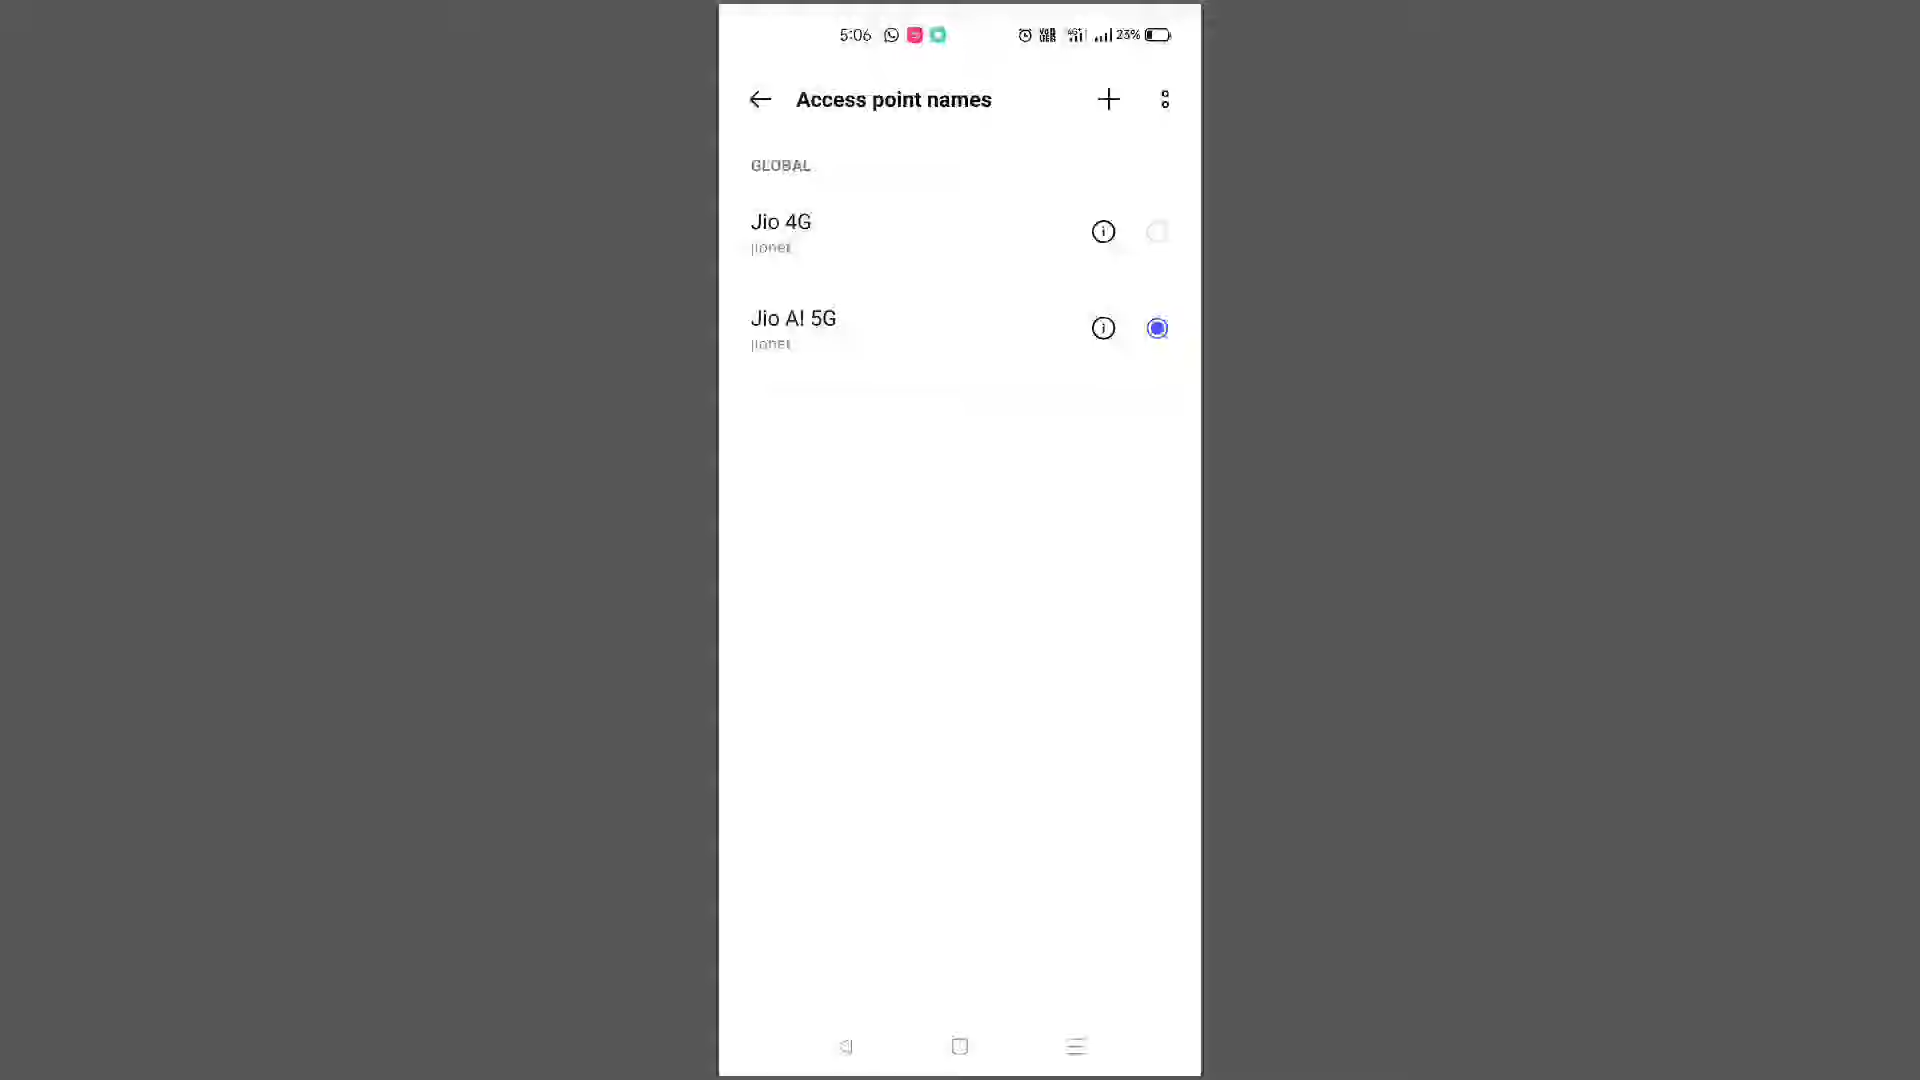 5:06 23%
Access point names
GLOBAL
Jio 4G
jionet
Jio A! 5G
jionet